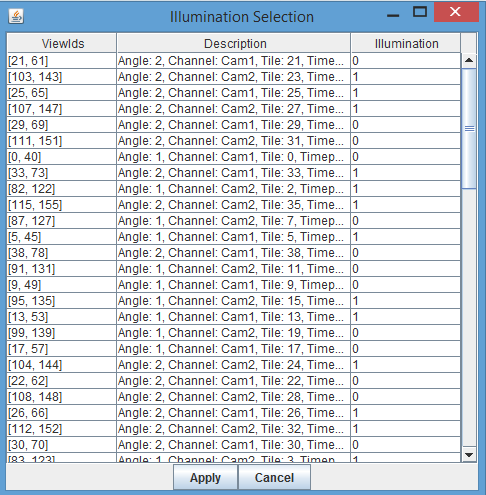 Illumination Selection
ViewIds Description Illumination
[21, 61] Angle: 2, Channel: Cam1, Tile: 21, Time... 0
[103, 143] Angle: 2, Channel: Cam2, Tile: 23, Time... 1
[25, 65] Angle: 2, Channel: Cam1, Tile: 25, Time... 1
[107, 147] Angle: 2, Channel: Cam2, Tile: 27, Time... 1
[29, 69] Angle: 2, Channel: Cam1, Tile: 29, Time... 0
[111, 151] Angle: 2, Channel: Cam2, Tile: 31, Time... 0
[0, 40] Angle: 1, Channel: Cam1, Tile: 0, Timep... 0
[33, 73] Angle: 2, Channel: Cam1, Tile: 33, Time... 1
[82, 122] Angle: 1, Channel: Cam2, Tile: 2, Timep... 1
[115, 155] Angle: 2, Channel: Cam2, Tile: 35, Time... 1
[87, 127] Angle: 1, Channel: Cam2, Tile: 7, Timep... 0
[5, 45] Angle: 1, Channel: Cam1, Tile: 5, Timep... 1
[38, 78] Angle: 2, Channel: Cam1, Tile: 38, Time... 0
[91, 131] Angle: 1, Channel: Cam2, Tile: 11, Time... 0
[9, 49] Angle: 1, Channel: Cam1, Tile: 9, Timep... 0
[95, 135] Angle: 1, Channel: Cam2, Tile: 15, Time... 1
[13, 53] Angle: 1, Channel: Cam1, Tile: 13, Time... 1
[99, 139] Angle: 1, Channel: Cam2, Tile: 19, Time... 0
[17, 57] Angle: 1, Channel: Cam1, Tile: 17, Time... 0
[104, 144] Angle: 2, Channel: Cam2, Tile: 24, Time... 1
[22, 62] Angle: 2, Channel: Cam1, Tile: 22, Time... 0
[108, 148] Angle: 2, Channel: Cam2, Tile: 28, Time... 0
[26, 66] Angle: 2, Channel: Cam1, Tile: 26, Time... 1
[112, 152] Angle: 2, Channel: Cam2, Tile: 32, Time... 1
[30, 70] Angle: 2, Channel: Cam1, Tile: 30, Time... 0
[83, 123] Angle: 1, Channel: Cam2, Tile: 3, Timep... 1
Apply Cancel